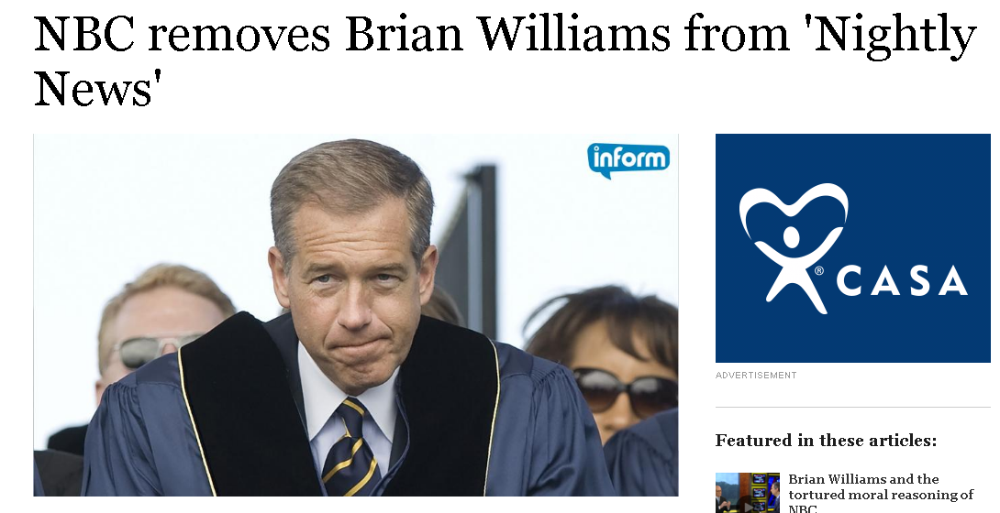 NBC removes Brian Williams from 'Nightly
News'
inform
® CASA
ADVERTISEMENT
Featured in these articles:
Brian Williams and the
tortured moral reasoning of
NBC